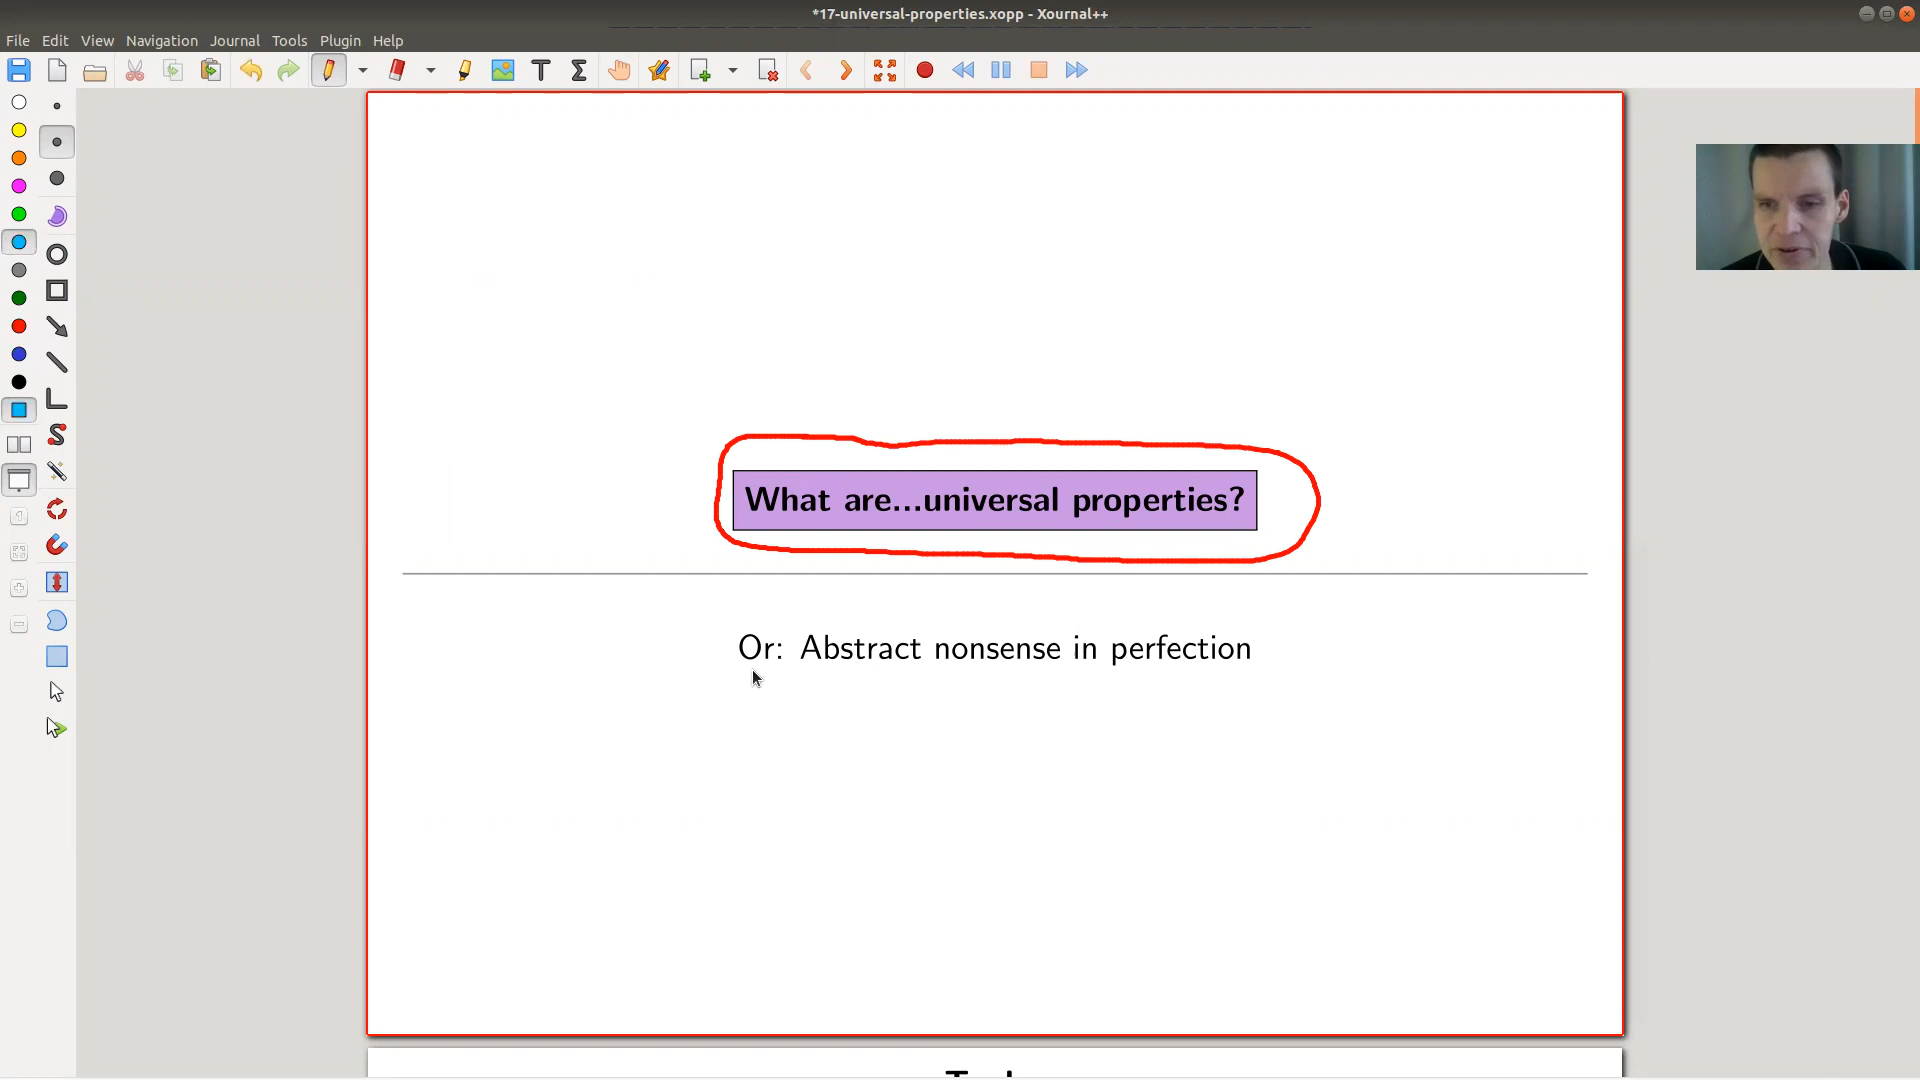 *17-universal-properties.xopp - Xournal++
File Edit View Navigation Journal Tools Plugin Help
What are...universal properties?
Or: Abstract nonsense in perfection